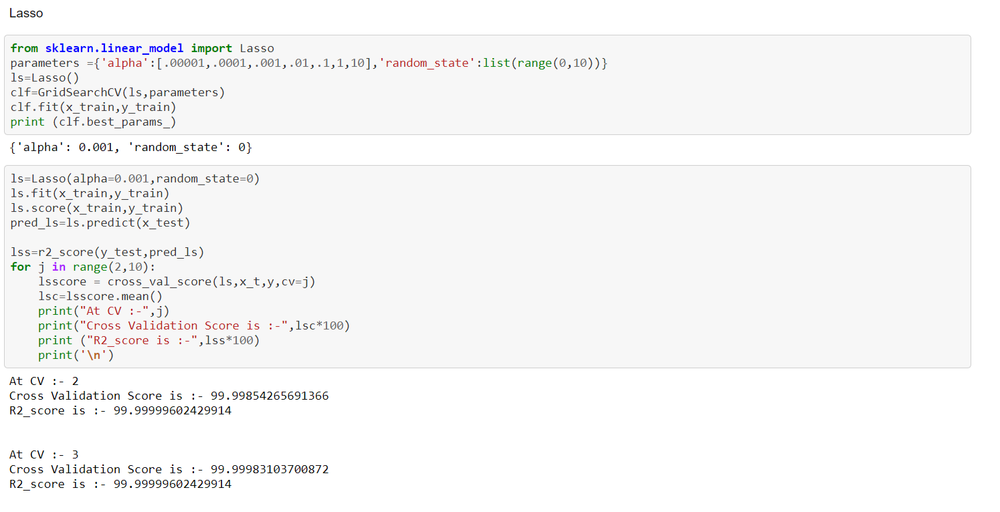 Lasso
from sklearn.linear_model import Lasso
parameters ={'alpha':[.00001,.0001,.001,.01,.1,1,10],'random_state':list(range(0,10))}
ls=Lasso()
clf=GridSearchCV(ls,parameters)
clf.fit(x_train,y_train)
print (clf.best_params_)
{'alpha': 0.001, 'random_state': 0}
ls=Lasso(alpha=0.001,random_state=0)
ls.fit(x_train,y_train)
ls.score(x_train,y_train)
pred_ls=ls.predict(x_test)
lss=r2_score(y_test,pred_ls)
for j in range(2,10):
    lsscore = cross_val_score(ls,x_t,y,cv=j)
    lsc=lsscore.mean()
    print("At CV :-",j)
    print("Cross Validation Score is :-",lsc*100)
    print ("R2_score is :-",lss*100)
    print('\n')
At CV :- 2
Cross Validation Score is :- 99.99854265691366
R2_score is :- 99.99999602429914
At CV :- 3
Cross Validation Score is :- 99.99983103700872
R2_score is :- 99.99999602429914